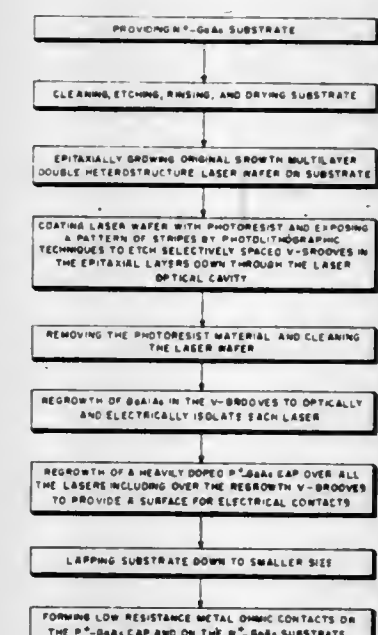 PROVIDING N⁺-GaAs SUBSTRATE
CLEANING, ETCHING, RINSING, AND DRYING SUBSTRATE
EPITAXIALLY GROWING ORIGINAL GROWTH MULTILAYER
DOUBLE HETEROSTRUCTURE LASER WAFER ON SUBSTRATE
COATING LASER WAFER WITH PHOTORESIST AND EXPOSING
A PATTERN OF STRIPES BY PHOTOLITHOGRAPHIC
TECHNIQUES TO ETCH SELECTIVELY SPACED V-GROOVES IN
THE EPITAXIAL LAYERS DOWN THROUGH THE LASER
OPTICAL CAVITY
REMOVING THE PHOTORESIST MATERIAL AND CLEANING
THE LASER WAFER
REGROWTH OF GaAlAs IN THE V-GROOVES TO OPTICALLY
AND ELECTRICALLY ISOLATE EACH LASER
REGROWTH OF A HEAVILY DOPED P⁺-GaAs CAP OVER ALL
THE LASERS INCLUDING OVER THE REGROWTH V-GROOVES
TO PROVIDE A SURFACE FOR ELECTRICAL CONTACTS
LAPPING SUBSTRATE DOWN TO SMALLER SIZE
FORMING LOW RESISTANCE METAL OHMIC CONTACTS ON
THE P⁺-GaAs CAP AND ON THE N⁺-GaAs SUBSTRATE